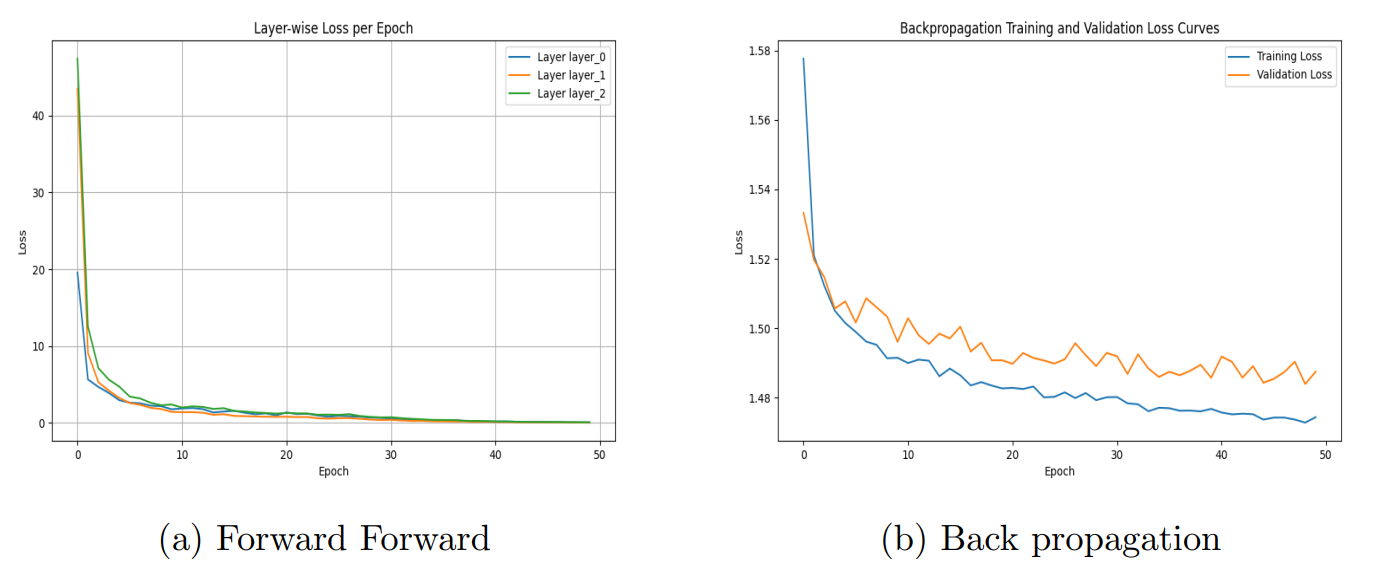 Layer-wise Loss per Epoch
Layer layer_0
Layer layer_1
Layer layer_2
40
30
20
10
0
Loss
0 10 20 30 40 50
Epoch
(a) Forward Forward
Backpropagation Training and Validation Loss Curves
Training Loss
Validation Loss
1.58
1.56
1.54
1.52
1.50
1.48
Loss
0 10 20 30 40 50
Epoch
(b) Back propagation